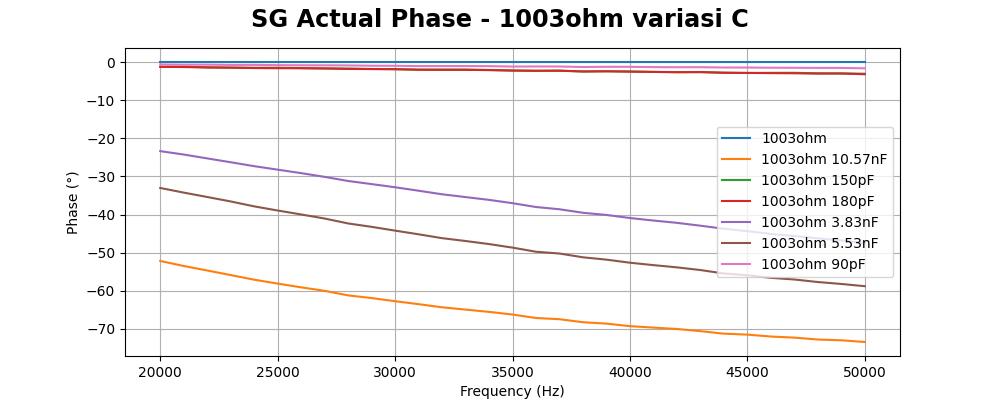 SG Actual Phase - 1003ohm variasi C
0
−10
−20
−30
−40
−50
−60
−70
Phase (°)
1003ohm
1003ohm 10.57nF
1003ohm 150pF
1003ohm 180pF
1003ohm 3.83nF
1003ohm 5.53nF
1003ohm 90pF
20000 25000 30000 35000 40000 45000 50000
Frequency (Hz)